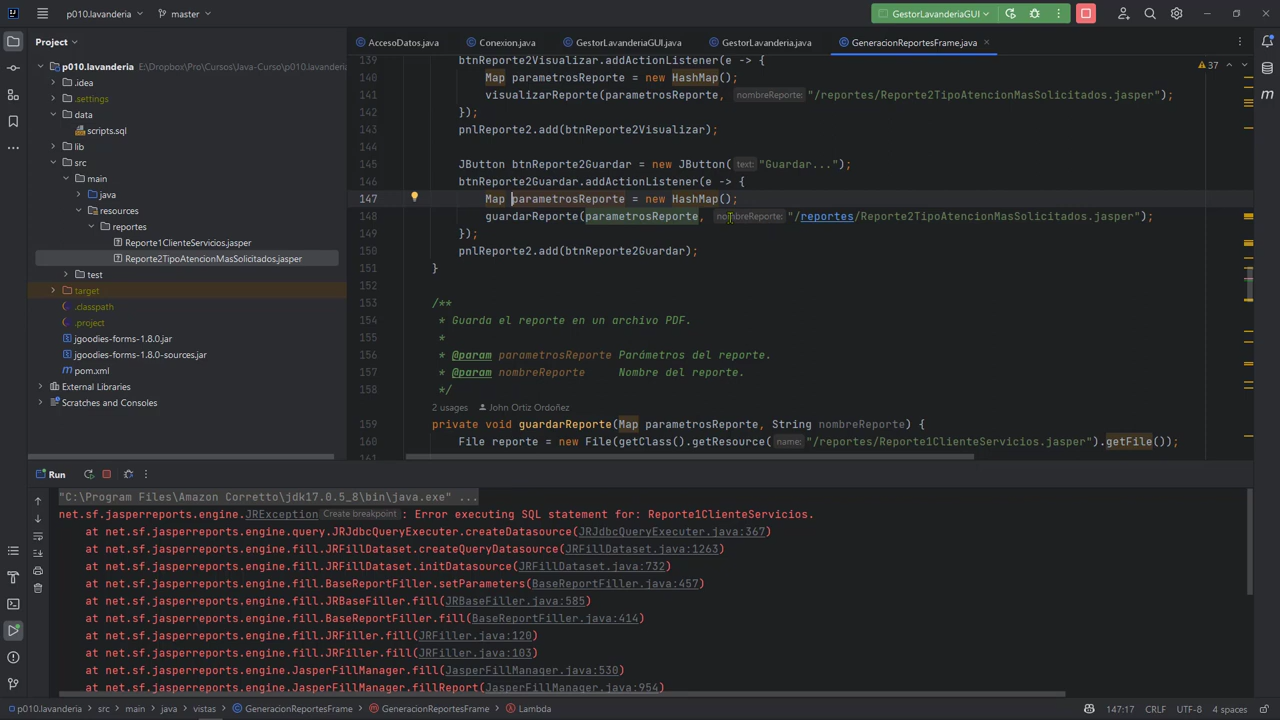 p010.lavanderia
master
GestorLavanderiaGUI
Project
AccesoDatos.java
Conexion.java
GestorLavanderiaGUI.java
GestorLavanderia.java
GeneracionReportesFrame.java
p010.lavanderia E:\Dropbox\Pro\Cursos\Java-Curso\p010.lavanderia
.idea
.settings
data
scripts.sql
lib
src
main
java
resources
reportes
Reporte1ClienteServicios.jasper
Reporte2TipoAtencionMasSolicitados.jasper
test
target
.classpath
.project
jgoodies-forms-1.8.0.jar
jgoodies-forms-1.8.0-sources.jar
pom.xml
External Libraries
Scratches and Consoles
37
139 btnReporte2Visualizar.addActionListener(e -> {
140 Map parametrosReporte = new HashMap();
141 visualizarReporte(parametrosReporte, nombreReporte: "/reportes/Reporte2TipoAtencionMasSolicitados.jasper");
142 });
143 pnlReporte2.add(btnReporte2Visualizar);
144
145 JButton btnReporte2Guardar = new JButton( text: "Guardar...");
146 btnReporte2Guardar.addActionListener(e -> {
147 Map parametrosReporte = new HashMap();
148 guardarReporte(parametrosReporte, nombreReporte: "/reportes/Reporte2TipoAtencionMasSolicitados.jasper");
149 });
150 pnlReporte2.add(btnReporte2Guardar);
151 }
152
153 /**
154 * Guarda el reporte en un archivo PDF.
155 *
156 * @param parametrosReporte Parámetros del reporte.
157 * @param nombreReporte Nombre del reporte.
158 */
2 usages John Ortiz Ordoñez
159 private void guardarReporte(Map parametrosReporte, String nombreReporte) {
160 File reporte = new File(getClass().getResource( name: "/reportes/Reporte1ClienteServicios.jasper").getFile());
161
Run
"C:\Program Files\Amazon Corretto\jdk17.0.5_8\bin\java.exe" ...
net.sf.jasperreports.engine.JRException Create breakpoint : Error executing SQL statement for: Reporte1ClienteServicios.
at net.sf.jasperreports.engine.query.JRJdbcQueryExecuter.createDatasource(JRJdbcQueryExecuter.java:367)
at net.sf.jasperreports.engine.fill.JRFillDataset.createQueryDatasource(JRFillDataset.java:1263)
at net.sf.jasperreports.engine.fill.JRFillDataset.initDatasource(JRFillDataset.java:732)
at net.sf.jasperreports.engine.fill.BaseReportFiller.setParameters(BaseReportFiller.java:457)
at net.sf.jasperreports.engine.fill.JRBaseFiller.fill(JRBaseFiller.java:585)
at net.sf.jasperreports.engine.fill.BaseReportFiller.fill(BaseReportFiller.java:414)
at net.sf.jasperreports.engine.fill.JRFiller.fill(JRFiller.java:120)
at net.sf.jasperreports.engine.fill.JRFiller.fill(JRFiller.java:103)
at net.sf.jasperreports.engine.JasperFillManager.fill(JasperFillManager.java:530)
at net.sf.jasperreports.engine.JasperFillManager.fillReport(JasperFillManager.java:954)
p010.lavanderia > src > main > java > vistas > GeneracionReportesFrame > GeneracionReportesFrame > Lambda
147:17 CRLF UTF-8 4 spaces